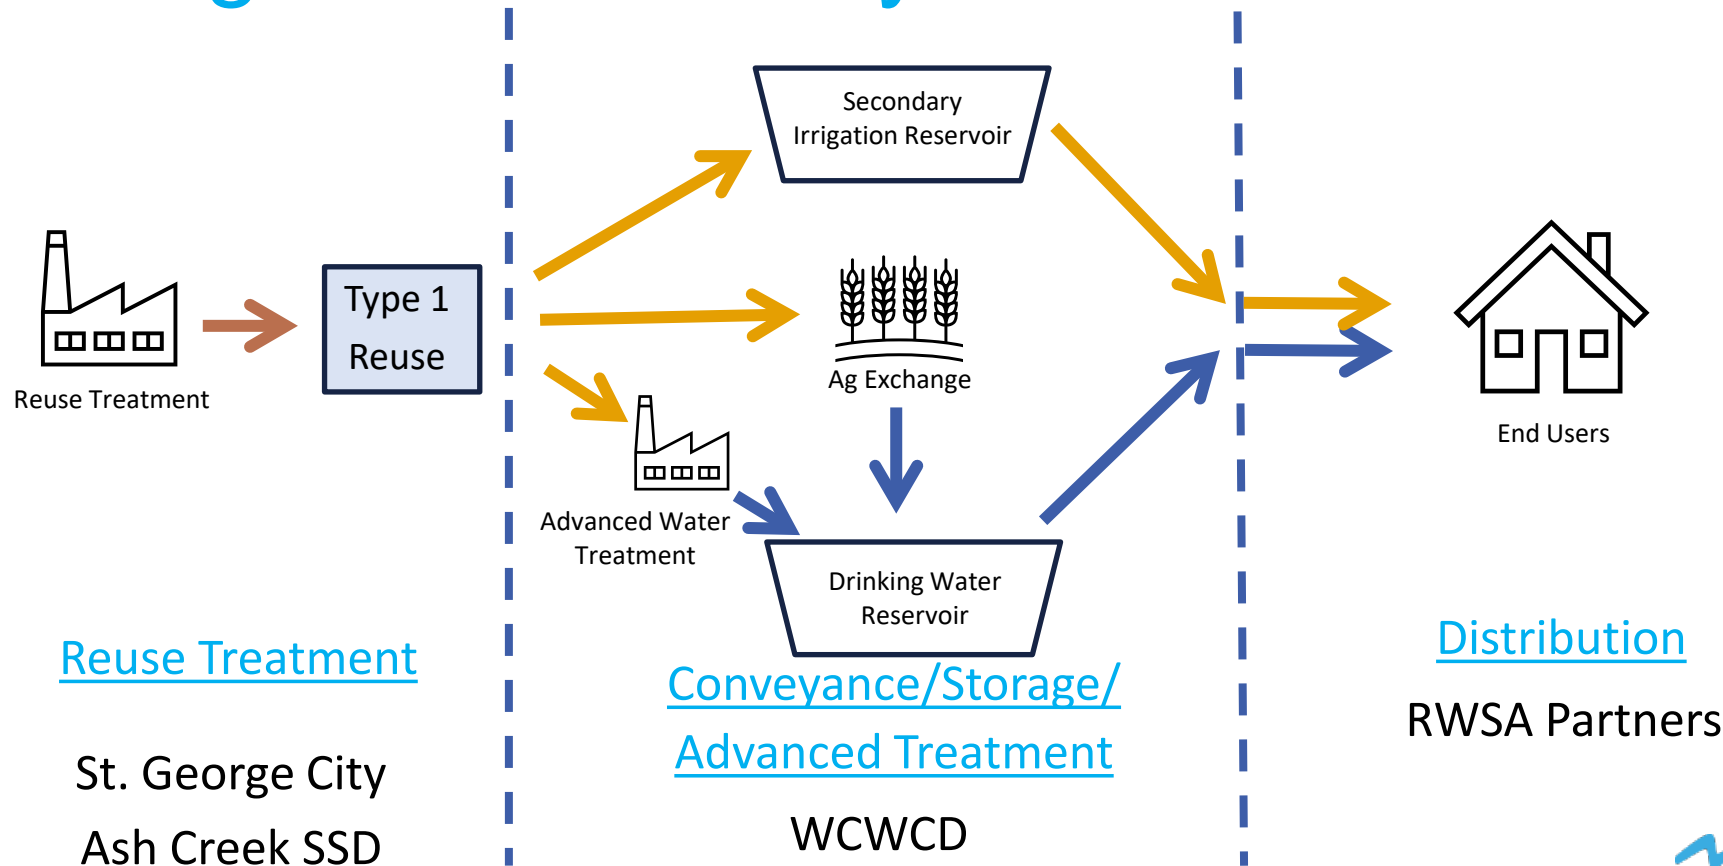 Secondary
Irrigation Reservoir
Type 1
Reuse
Reuse Treatment
Ag Exchange
End Users
Advanced Water
Treatment
Drinking Water
Reservoir
Reuse Treatment
St. George City
Ash Creek SSD
Conveyance/Storage/
Advanced Treatment
WCWCD
Distribution
RWSA Partners